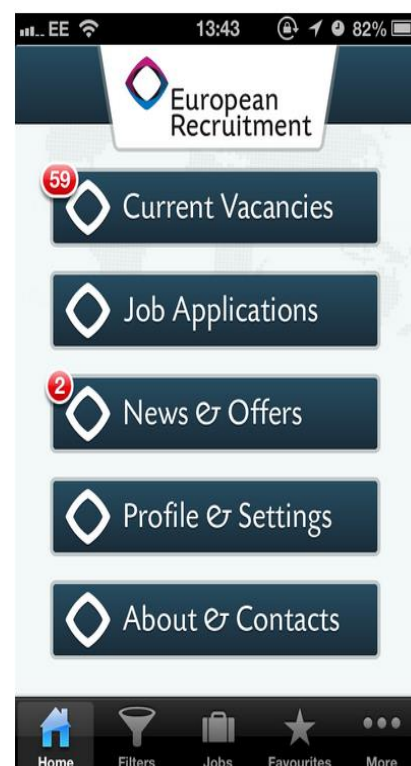 EE 13:43 82%
European
Recruitment
59
Current Vacancies
Job Applications
2
News & Offers
Profile & Settings
About & Contacts
Home Filters Jobs Favourites More